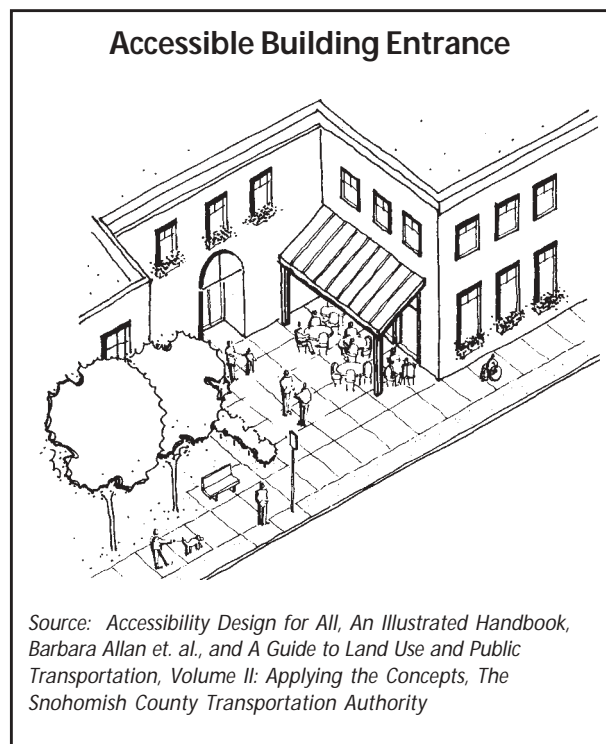 Accessible Building Entrance
Source: Accessibility Design for All, An Illustrated Handbook,
Barbara Allan et. al., and A Guide to Land Use and Public
Transportation, Volume II: Applying the Concepts, The
Snohomish County Transportation Authority